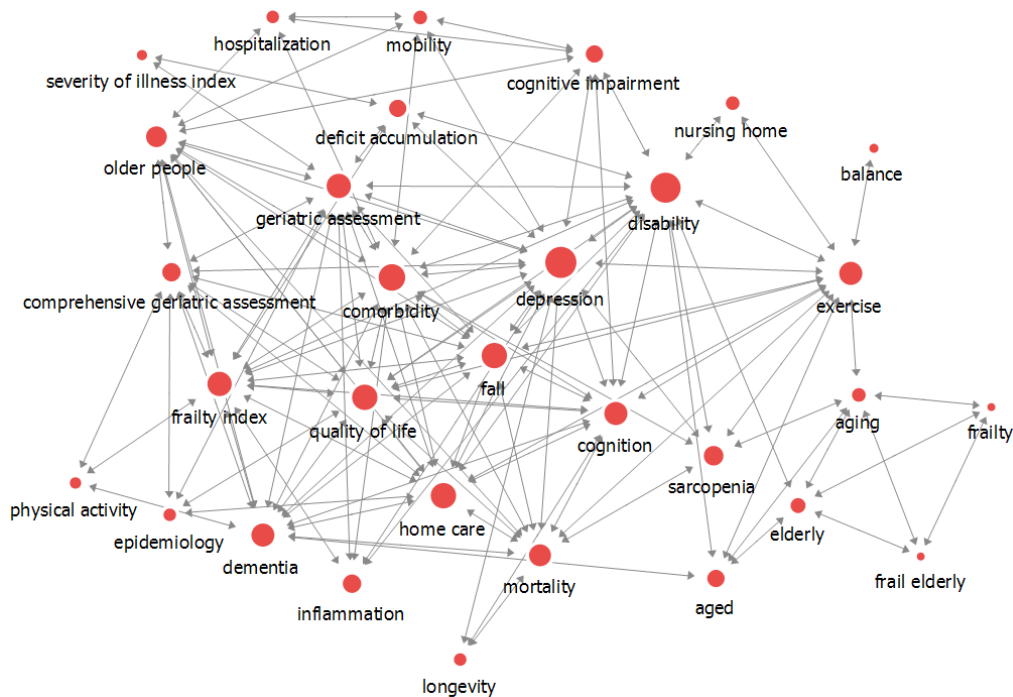 hospitalization
mobility
severity of illness index
cognitive impairment
deficit accumulation
nursing home
older people
balance
geriatric assessment
disability
comprehensive geriatric assessment
comorbidity
depression
exercise
fall
frailty index
quality of life
cognition
aging
frailty
sarcopenia
physical activity
epidemiology
home care
elderly
dementia
mortality
frail elderly
inflammation
aged
longevity